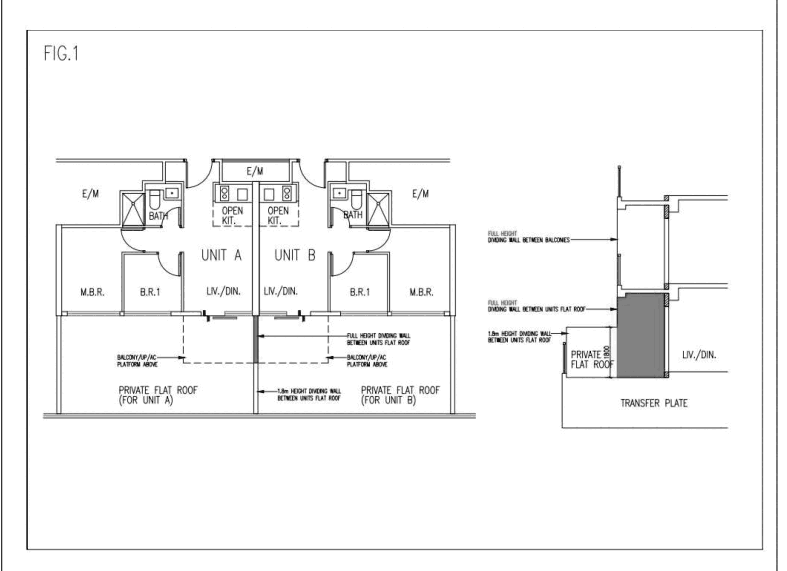 FIG.1
E/M
E/M
E/M
BATH
OPEN
KIT.
OPEN
KIT.
BATH
UNIT A
UNIT B
M.B.R.
B.R.1
LIV./DIN.
LIV./DIN.
B.R.1
M.B.R.
FULL HEIGHT DIVIDING WALL
BETWEEN UNITS FLAT ROOF
BALCONY/UP/AC
PLATFORM ABOVE
BALCONY/UP/AC
PLATFORM ABOVE
PRIVATE FLAT ROOF
(FOR UNIT A)
1.8m HEIGHT DIVIDING WALL
BETWEEN UNITS FLAT ROOF
PRIVATE FLAT ROOF
(FOR UNIT B)
FULL HEIGHT
DIVIDING WALL BETWEEN BALCONIES
FULL HEIGHT
DIVIDING WALL BETWEEN UNITS FLAT ROOF
1.8m HEIGHT DIVIDING WALL
BETWEEN UNITS FLAT ROOF
PRIVATE
FLAT ROOF
1800
LIV./DIN.
TRANSFER PLATE